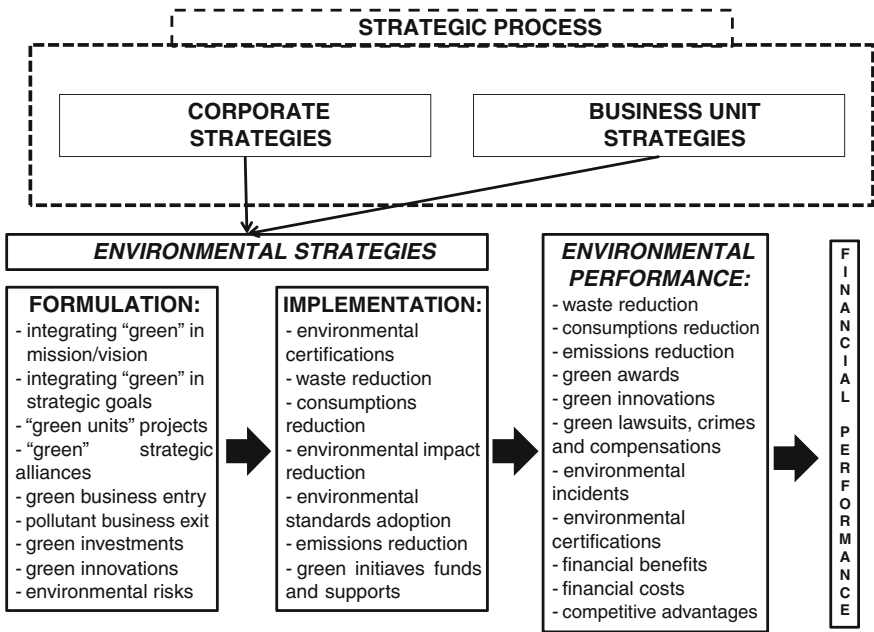 STRATEGIC PROCESS
CORPORATE
STRATEGIES
BUSINESS UNIT
STRATEGIES
ENVIRONMENTAL STRATEGIES
FORMULATION:
- integrating “green” in
mission/vision
- integrating “green” in
strategic goals
- “green units” projects
- “green” strategic
alliances
- green business entry
- pollutant business exit
- green investments
- green innovations
- environmental risks
IMPLEMENTATION:
- environmental
certifications
- waste reduction
- consumptions
reduction
- environmental impact
reduction
- environmental
standards adoption
- emissions reduction
- green initiaves funds
and supports
ENVIRONMENTAL
PERFORMANCE:
- waste reduction
- consumptions reduction
- emissions reduction
- green awards
- green innovations
- green lawsuits, crimes
and compensations
- environmental
incidents
- environmental
certifications
- financial benefits
- financial costs
- competitive advantages
FINANCIAL PERFORMANCE